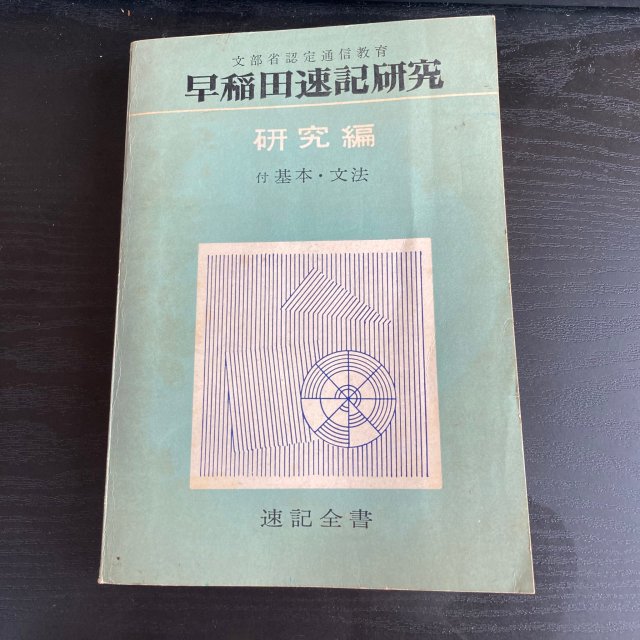 文部省認定通信教育
早稲田速記研究
研究編
付 基本・文法
速記全書